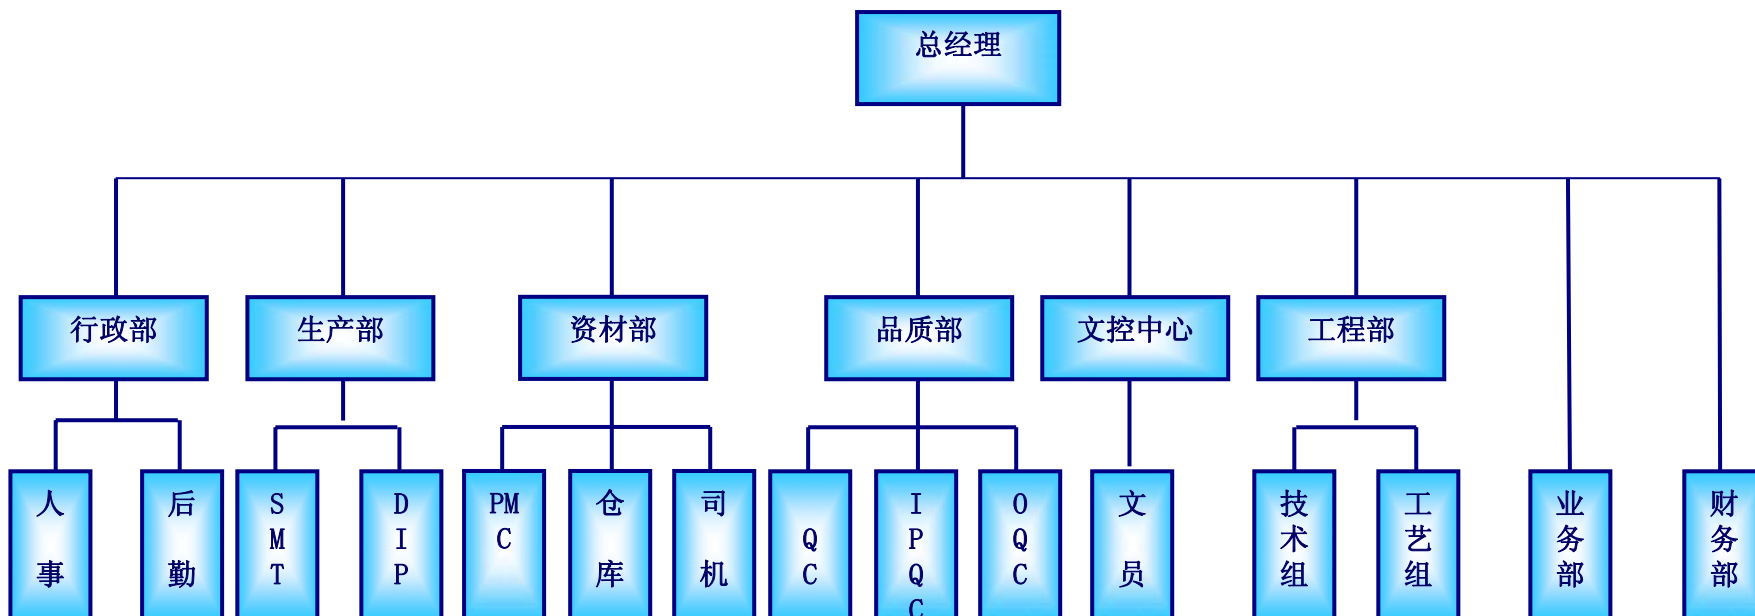 总经理
行政部
生产部
资材部
品质部
文控中心
工程部
人事
后勤
SMT
DIP
PMC
仓库
司机
QC
IPQC
OQC
文员
技术组
工艺组
业务部
财务部